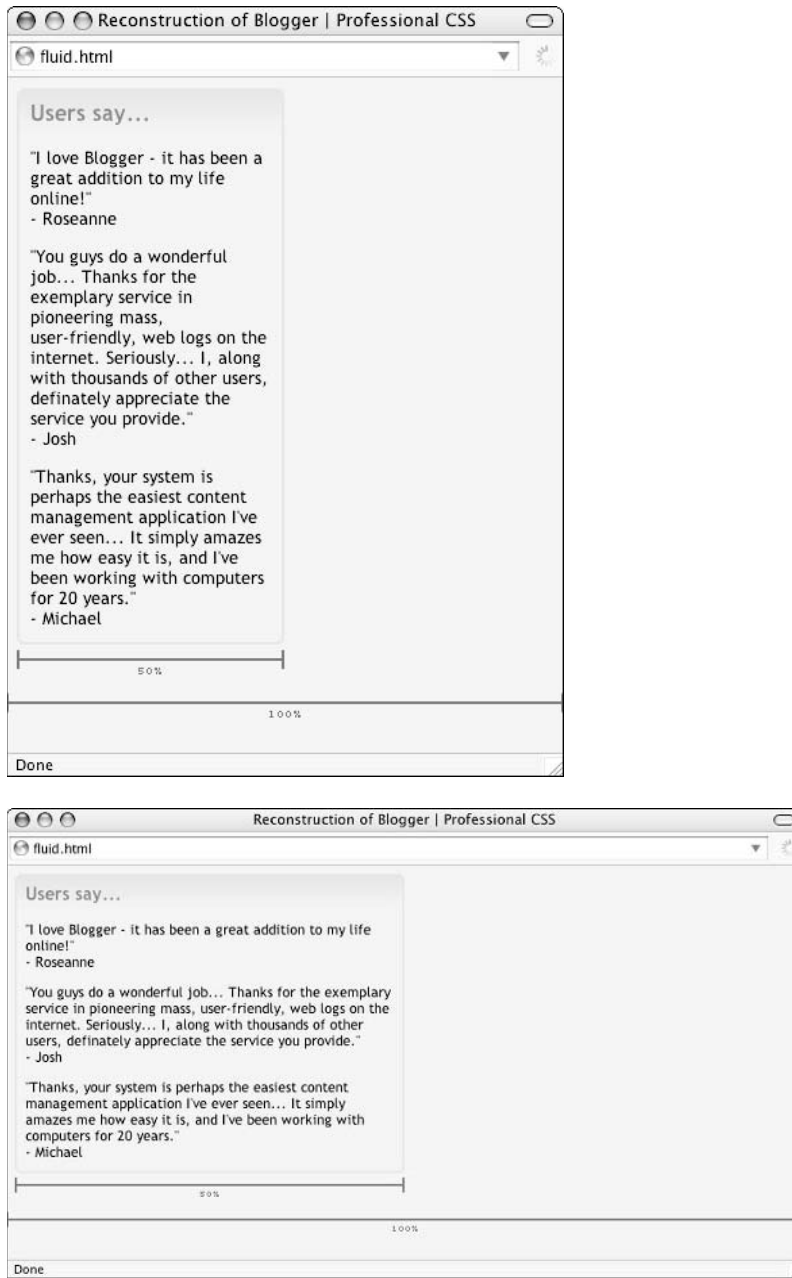 Reconstruction of Blogger | Professional CSS
fluid.html
Users say...
"I love Blogger - it has been a
great addition to my life
online!"
- Roseanne
"You guys do a wonderful
job... Thanks for the
exemplary service in
pioneering mass,
user-friendly, web logs on the
internet. Seriously... I, along
with thousands of other users,
definately appreciate the
service you provide."
- Josh
"Thanks, your system is
perhaps the easiest content
management application I've
ever seen... It simply amazes
me how easy it is, and I've
been working with computers
for 20 years."
- Michael
50%
100%
Done
Reconstruction of Blogger | Professional CSS
fluid.html
Users say...
"I love Blogger - it has been a great addition to my life
online!"
- Roseanne
"You guys do a wonderful job... Thanks for the exemplary
service in pioneering mass, user-friendly, web logs on the
internet. Seriously... I, along with thousands of other
users, definately appreciate the service you provide."
- Josh
"Thanks, your system is perhaps the easiest content
management application I've ever seen... It simply
amazes me how easy it is, and I've been working with
computers for 20 years."
- Michael
50%
100%
Done